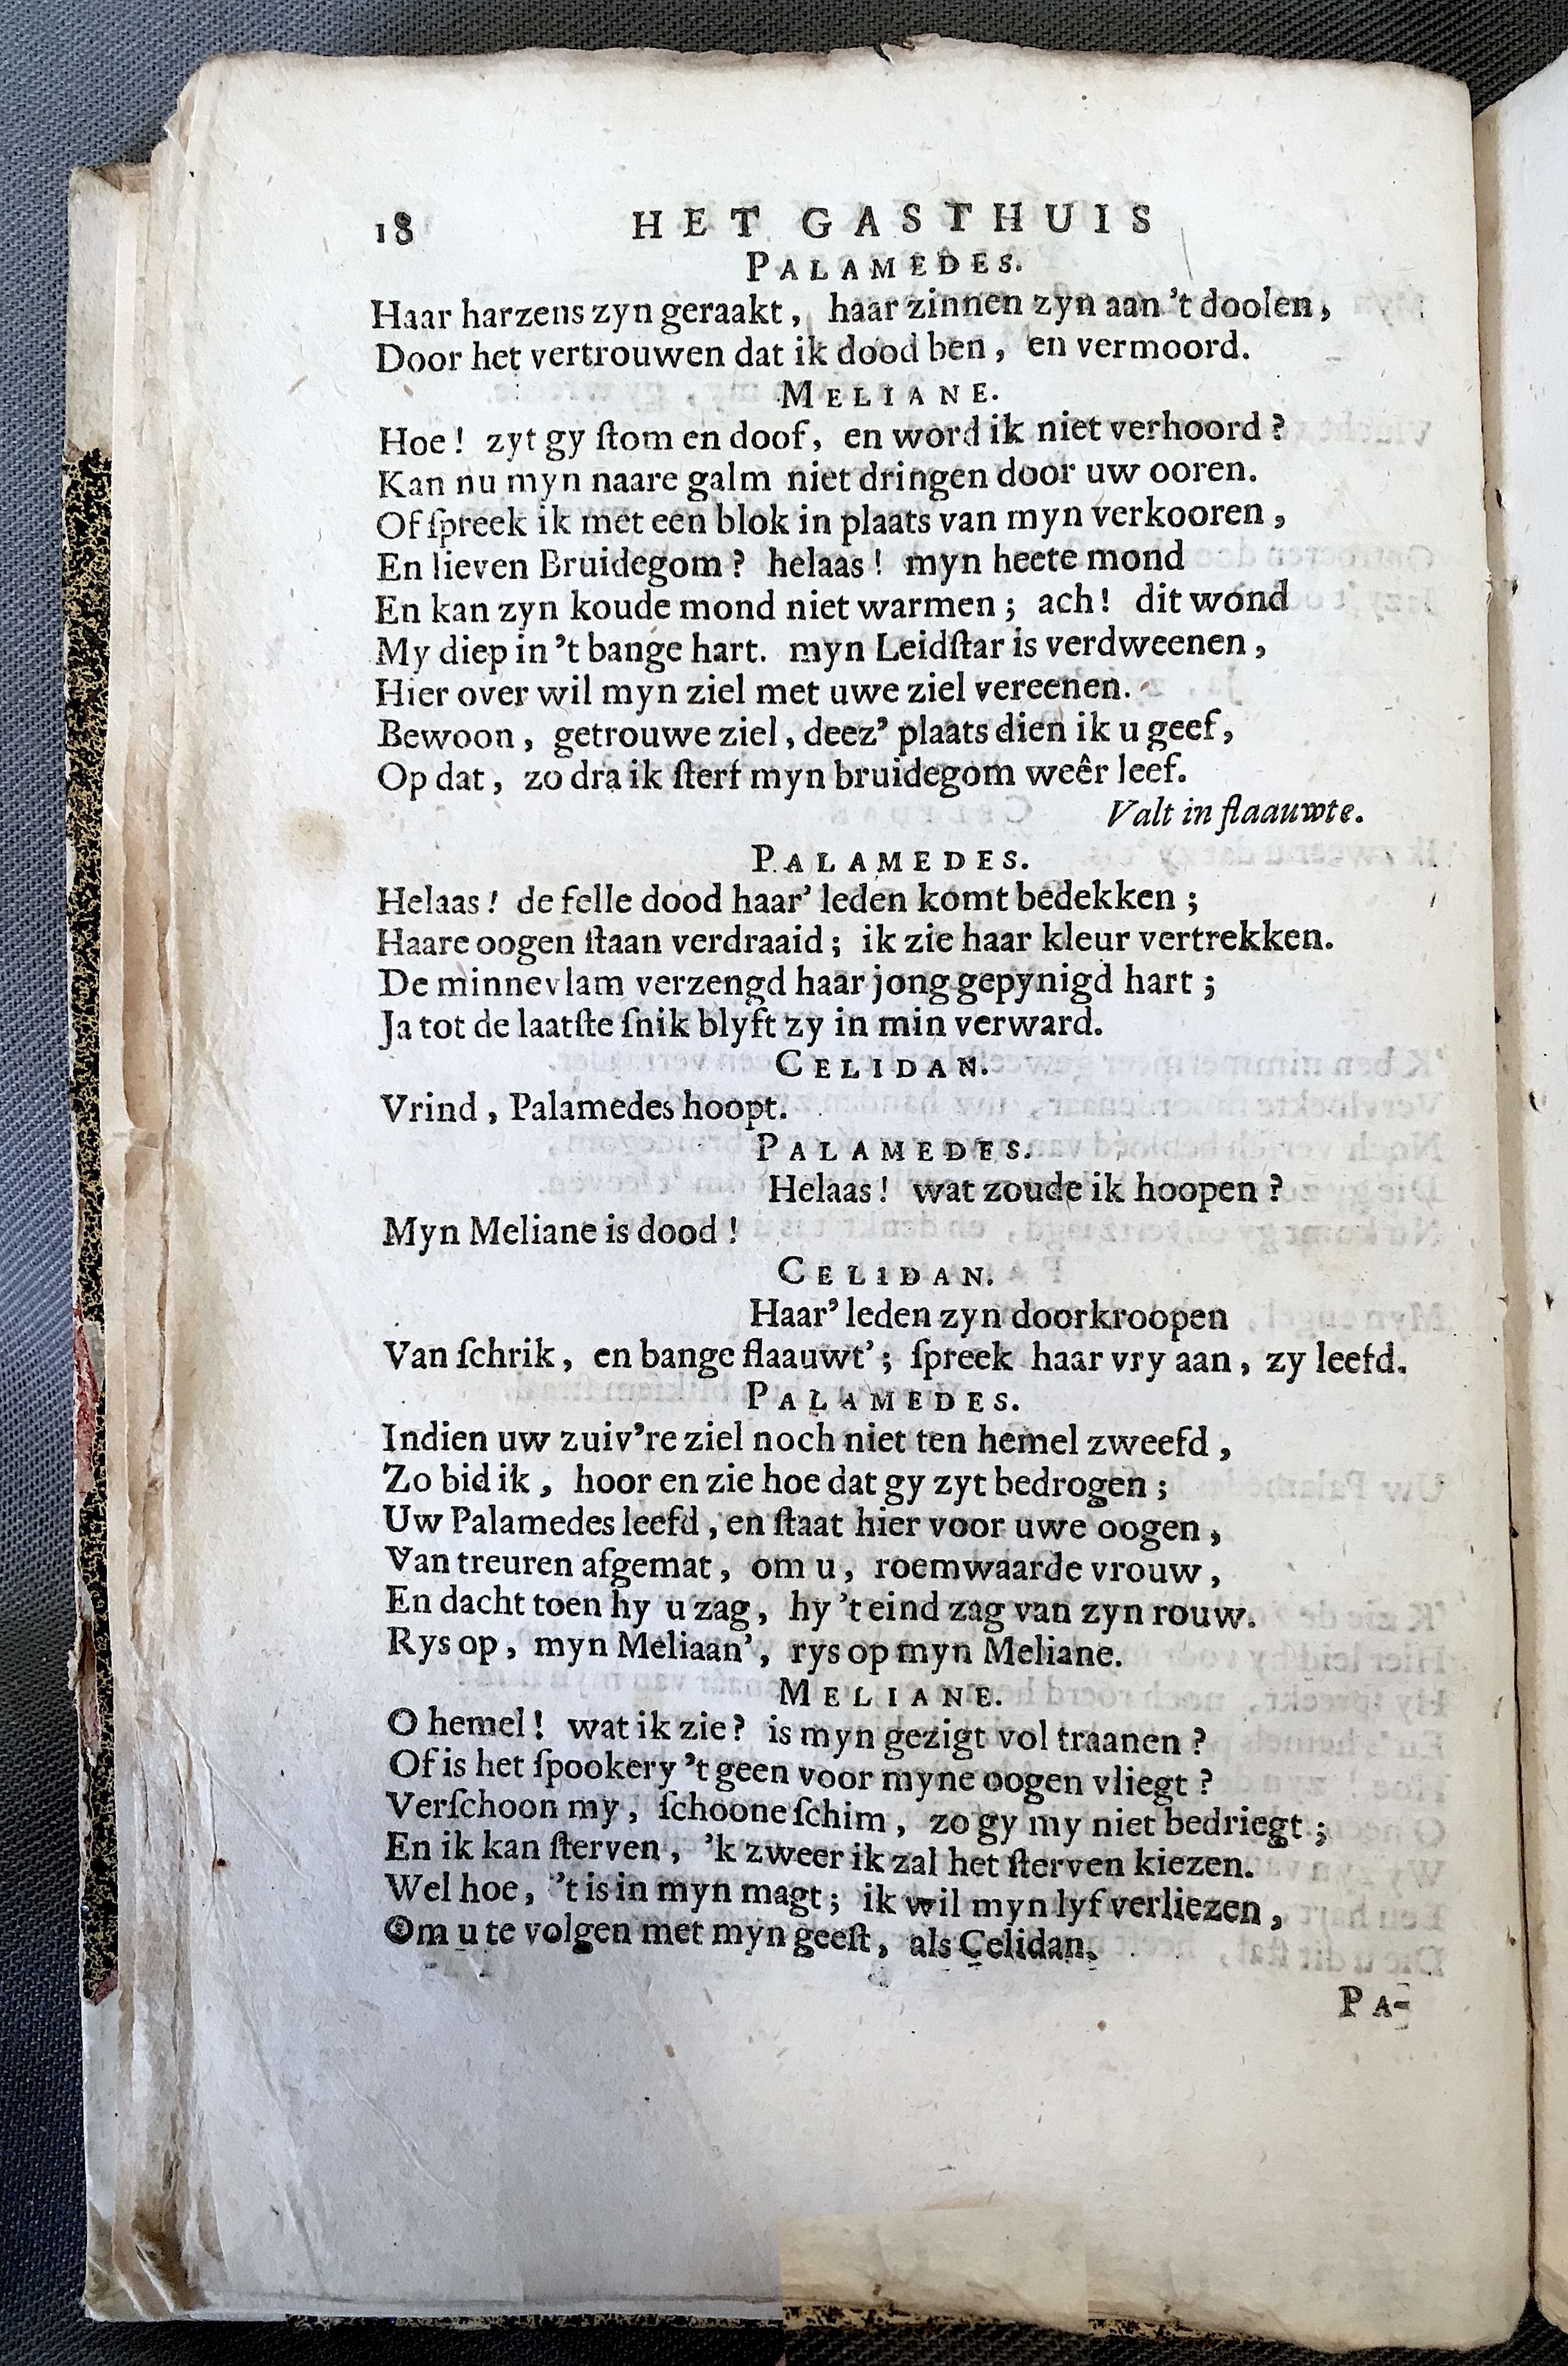 18 HET GASTHUIS
PALAMEDES.
Haar harzens zyn geraakt, haar zinnen zyn aan 't doolen,
Door het vertrouwen dat ik dood ben, en vermoord.
MELIANE.
Hoe! zyt gy ſtom en doof, en word ik niet verhoord?
Kan nu myn naare galm niet dringen door uw ooren.
Of ſpreek ik met een blok in plaats van myn verkooren,
En lieven Bruidegom? helaas! myn heete mond
En kan zyn koude mond niet warmen; ach! dit wond
My diep in 't bange hart. myn Leidſtar is verdweenen,
Hier over wil myn ziel met uwe ziel vereenen.
Bewoon, getrouwe ziel, deez' plaats dien ik u geef,
Op dat, zo dra ik ſterf myn bruidegom weêr leef.
Valt in flaauwte.
PALAMEDES.
Helaas! de felle dood haar' leden komt bedekken;
Haare oogen ſtaan verdraaid; ik zie haar kleur vertrekken.
De minnevlam verzengd haar jong gepynigd hart;
Ja tot de laatſte ſnik blyft zy in min verward.
CELIDAN.
Vrind, Palamedes hoopt.
PALAMEDES.
Helaas! wat zoude ik hoopen?
Myn Meliane is dood!
CELIDAN.
Haar' leden zyn doorkroopen
Van ſchrik, en bange flaauwt'; ſpreek haar vry aan, zy leefd.
PALAMEDES.
Indien uw zuiv're ziel noch niet ten hemel zweefd,
Zo bid ik, hoor en zie hoe dat gy zyt bedrogen;
Uw Palamedes leefd, en ſtaat hier voor uwe oogen,
Van treuren afgemat, om u, roemwaarde vrouw,
En dacht toen hy u zag, hy 't eind zag van zyn rouw.
Rys op, myn Meliaan', rys op myn Meliane.
MELIANE.
O hemel! wat ik zie? is myn gezigt vol traanen?
Of is het ſpookery 't geen voor myne oogen vliegt?
Verſchoon my, ſchoone ſchim, zo gy my niet bedriegt;
En ik kan ſterven, 'k zweer ik zal het ſterven kiezen.
Wel hoe, 't is in myn magt; ik wil myn lyf verliezen,
Om u te volgen met myn geeſt, als Celidan.
PA-